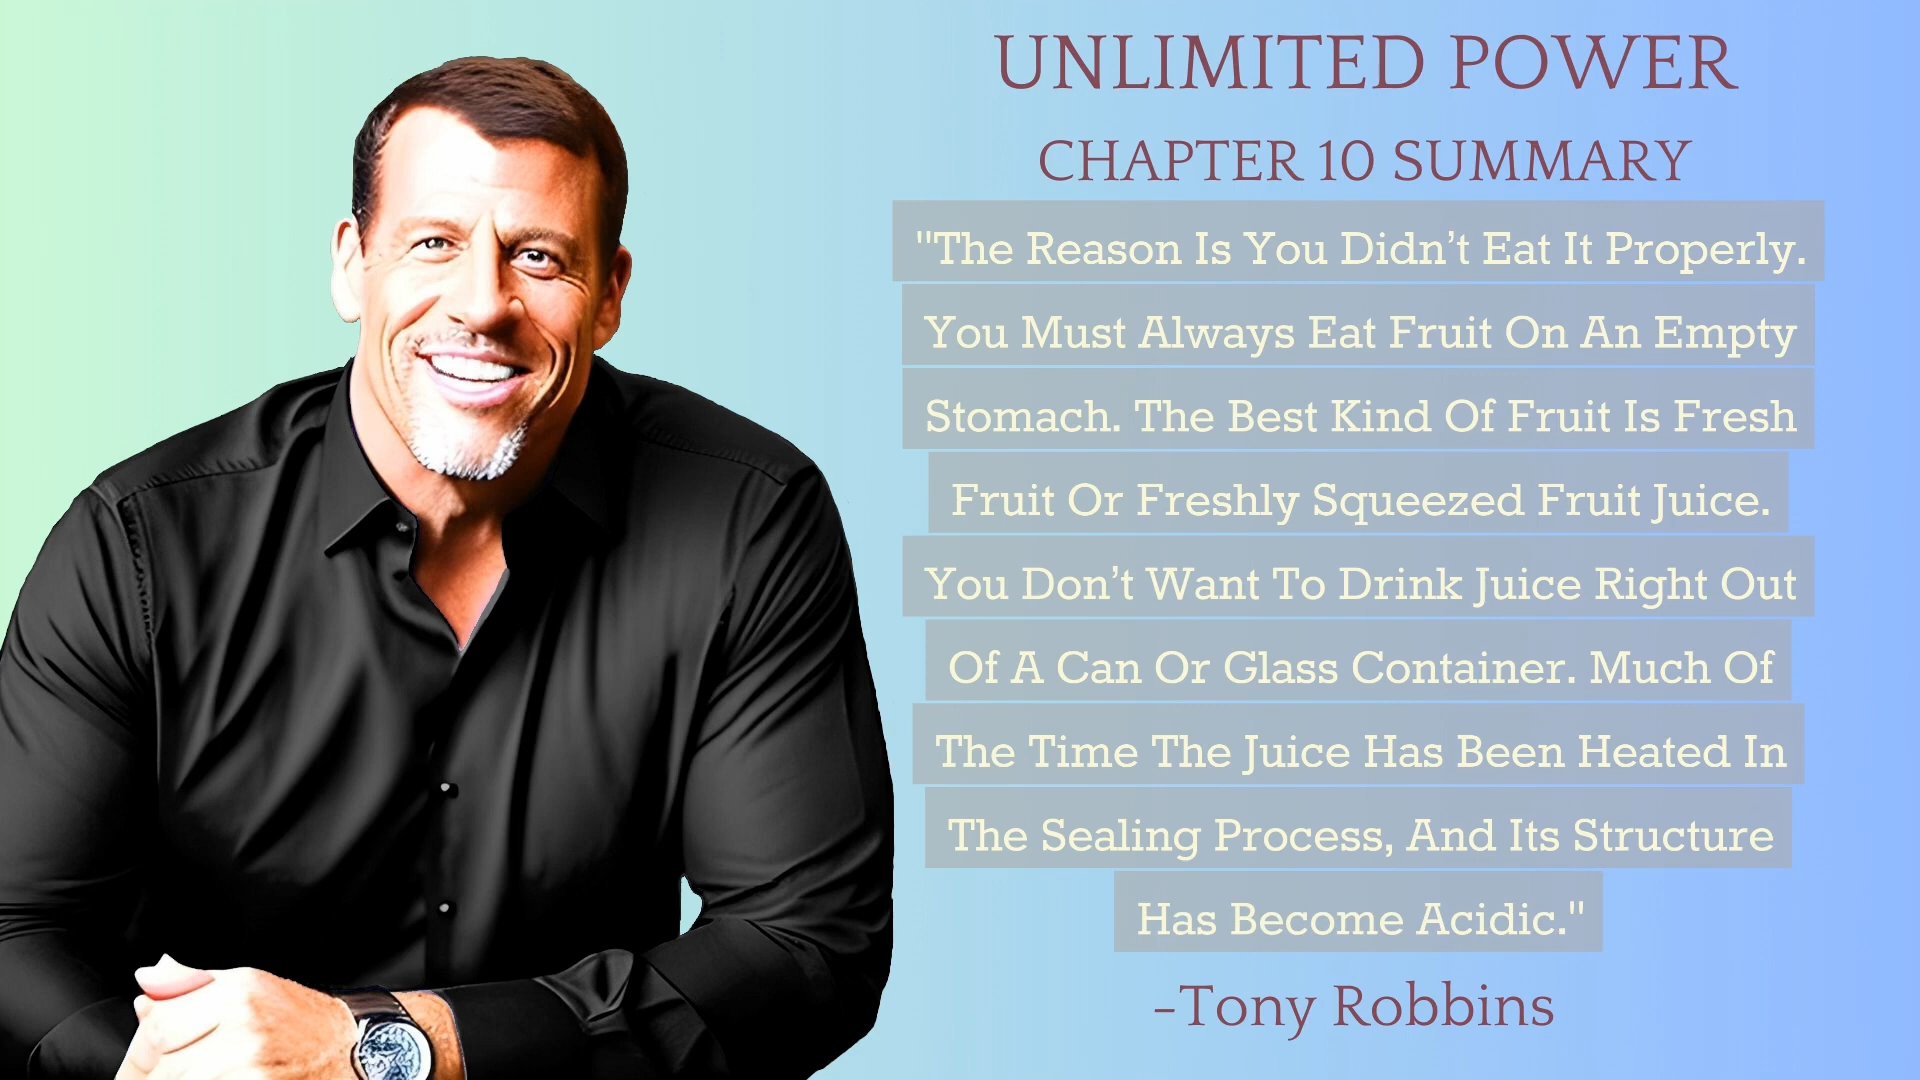 UNLIMITED POWER
CHAPTER 10 SUMMARY
"The Reason Is You Didn’t Eat It Properly.
You Must Always Eat Fruit On An Empty
Stomach. The Best Kind Of Fruit Is Fresh
Fruit Or Freshly Squeezed Fruit Juice.
You Don’t Want To Drink Juice Right Out
Of A Can Or Glass Container. Much Of
The Time The Juice Has Been Heated In
The Sealing Process, And Its Structure
Has Become Acidic."
-Tony Robbins